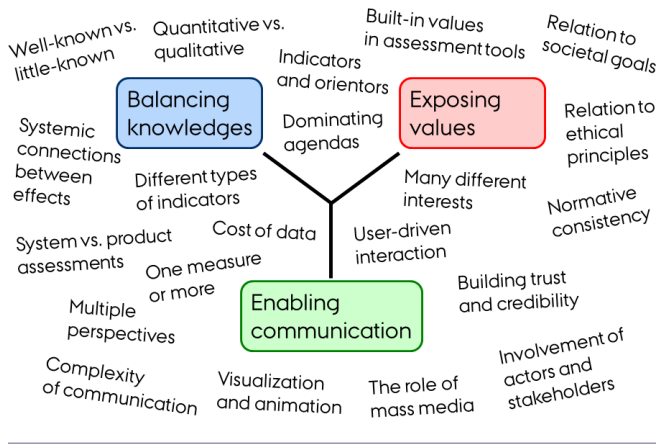 Well-known vs.
little-known
Quantitative vs.
qualitative
Built-in values
in assessment tools
Relation to
societal goals
Indicators
and orientors
Balancing
knowledges
Exposing
values
Dominating
agendas
Relation to
ethical
principles
Systemic
connections
between
effects
Different types
of indicators
Many different
interests
Normative
consistency
System vs. product
assessments
Cost of data
User-driven
interaction
One measure
or more
Building trust
and credibility
Enabling
communication
Multiple
perspectives
Involvement of
actors and
stakeholders
Complexity
of communication
Visualization
and animation
The role of
mass media